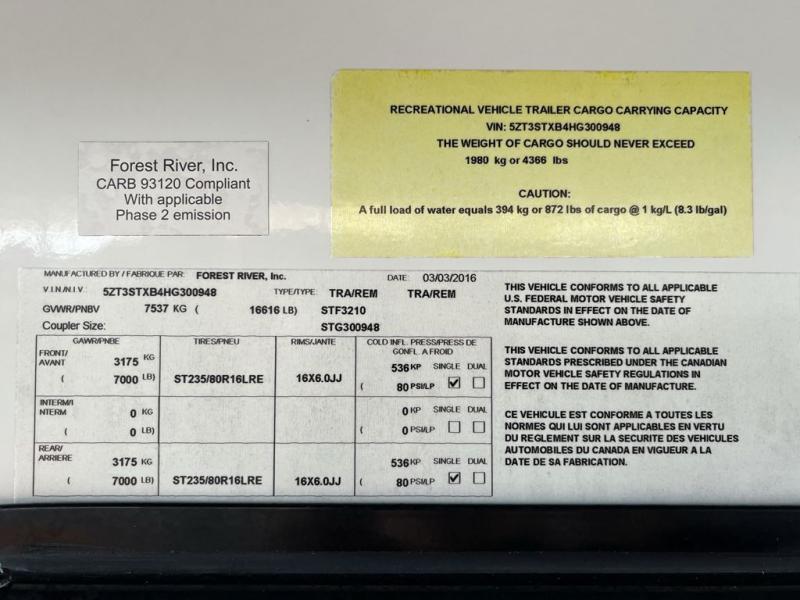 RECREATIONAL VEHICLE TRAILER CARGO CARRYING CAPACITY
VIN: 5ZT3STXB4HG300948
THE WEIGHT OF CARGO SHOULD NEVER EXCEED
1980 kg or 4366 lbs
CAUTION:
A full load of water equals 394 kg or 872 lbs of cargo @ 1 kg/L (8.3 lb/gal)
Forest River, Inc.
CARB 93120 Compliant
With applicable
Phase 2 emission
MANUFACTURED BY / FABRIQUE PAR: FOREST RIVER, Inc. DATE: 03/03/2016
V.I.N./N.I.V: 5ZT3STXB4HG300948 TYPE/TYPE: TRA/REM TRA/REM
GVWR/PNBV 7537 KG ( 16616 LB) STF3210
Coupler Size: STG300948
GAWR/PNBE TIRES/PNEU RIMS/JANTE COLD INFL. PRESS/PRESS DE
GONFL. A FROID
FRONT/
AVANT 3175 KG 536 KP SINGLE DUAL
( 7000 LB) ST235/80R16LRE 16X6.0JJ ( 80 PSI/LP
INTERM/I
NTERM 0 KG 0 KP SINGLE DUAL
( 0 LB) ( 0 PSI/LP
REAR/
ARRIERE 3175 KG 536 KP SINGLE DUAL
( 7000 LB) ST235/80R16LRE 16X6.0JJ ( 80 PSI/LP
THIS VEHICLE CONFORMS TO ALL APPLICABLE
U.S. FEDERAL MOTOR VEHICLE SAFETY
STANDARDS IN EFFECT ON THE DATE OF
MANUFACTURE SHOWN ABOVE.
THIS VEHICLE CONFORMS TO ALL APPLICABLE
STANDARDS PRESCRIBED UNDER THE CANADIAN
MOTOR VEHICLE SAFETY REGULATIONS IN
EFFECT ON THE DATE OF MANUFACTURE.
CE VEHICULE EST CONFORME A TOUTES LES
NORMES QUI LUI SONT APPLICABLES EN VERTU
DU REGLEMENT SUR LA SECURITE DES VEHICULES
AUTOMOBILES DU CANADA EN VIGUEUR A LA
DATE DE SA FABRICATION.